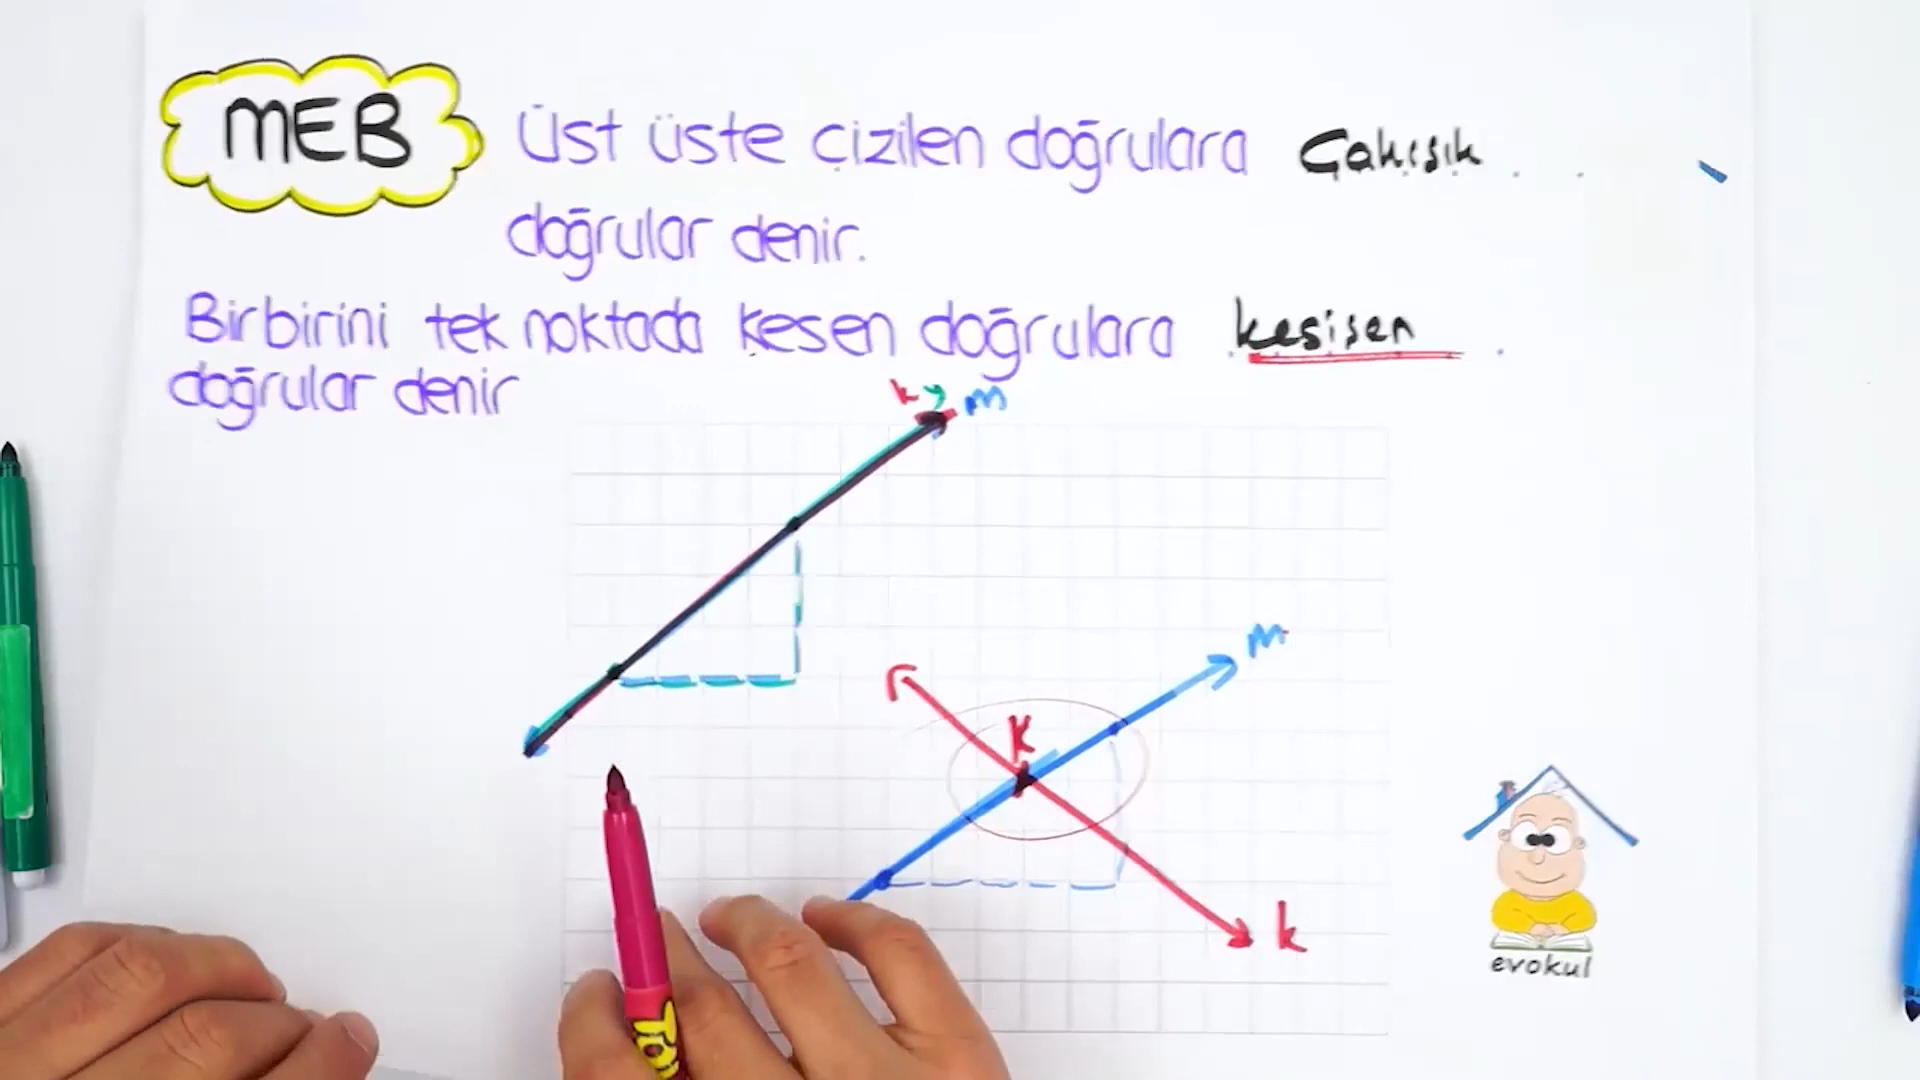 MEB
Üst üste çizilen doğrulara Çakışık
doğrular denir.
Birbirini tek noktada kesen doğrulara kesişen.
doğrular denir
k y m
m
K
k
evokul